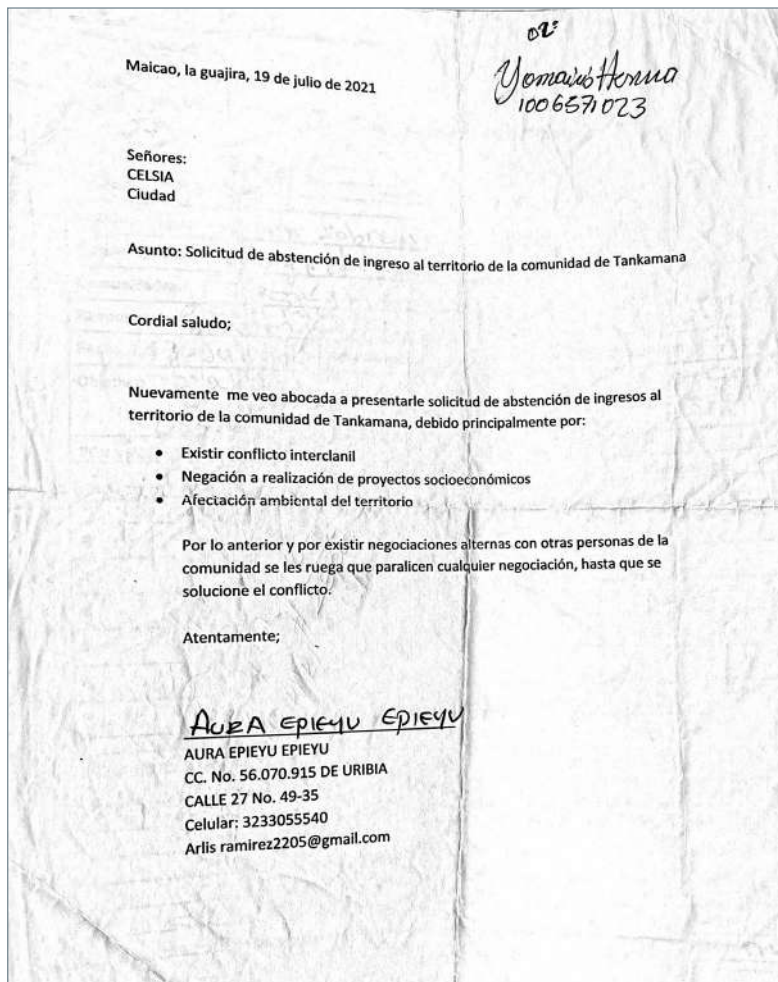 Maicao, la guajira, 19 de julio de 2021
1006571023
Señores:
CELSIA
Ciudad
Asunto: Solicitud de abstención de ingreso al territorio de la comunidad de Tankamana
Cordial saludo;
Nuevamente me veo abocada a presentarle solicitud de abstención de ingresos al
territorio de la comunidad de Tankamana, debido principalmente por:
• Existir conflicto interclanil
• Negación a realización de proyectos socioeconómicos
• Afectación ambiental del territorio
Por lo anterior y por existir negociaciones alternas con otras personas de la
comunidad se les ruega que paralicen cualquier negociación, hasta que se
solucione el conflicto.
Atentamente;
AURA EPIEYU EPIEYU
AURA EPIEYU EPIEYU
CC. No. 56.070.915 DE URIBIA
CALLE 27 No. 49-35
Celular: 3233055540
Arlis ramirez2205@gmail.com